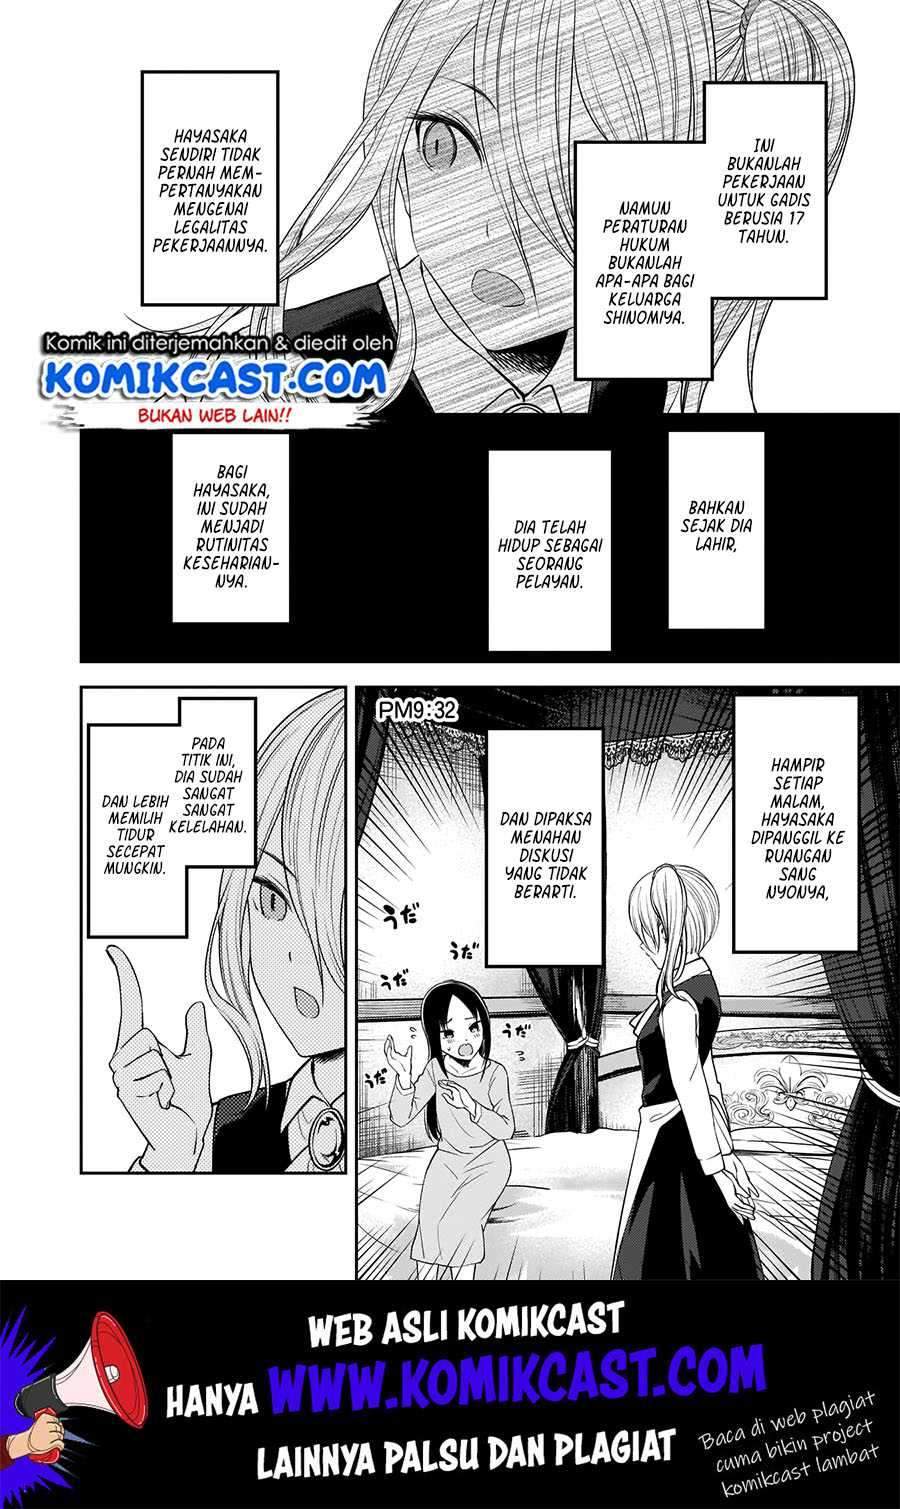 INI
BUKANLAH
PEKERJAAN
UNTUK GADIS
BERUSIA 17
TAHUN.
NAMUN
PERATURAN
HUKUM
BUKANLAH
APA-APA BAGI
KELUARGA
SHINOMIYA.
HAYASAKA
SENDIRI TIDAK
PERNAH MEM-
PERTANYAKAN
MENGENAI
LEGALITAS
PEKERJAANNYA.
Komik ini diterjemahkan & diedit oleh
KOMIKCAST.COM
BUKAN WEB LAIN!!
BAHKAN
SEJAK DIA
LAHIR,
DIA TELAH
HIDUP SEBAGAI
SEORANG
PELAYAN.
BAGI
HAYASAKA,
INI SUDAH
MENJADI
RUTINITAS
KESEHARIAN-
NYA.
PM9:32
HAMPIR
SETIAP
MALAM,
HAYASAKA
DIPANGGIL KE
RUANGAN
SANG
NYONYA,
DAN DIPAKSA
MENAHAN
DISKUSI
YANG TIDAK
BERARTI.
うだ
うだ
うだ
うだ
うだ
PADA
TITIK INI,
DIA SUDAH
SANGAT
SANGAT
KELELAHAN.
DAN LEBIH
MEMILIH
TIDUR
SECEPAT
MUNGKIN.
WEB ASLI KOMIKCAST
HANYA WWW.KOMIKCAST.COM
LAINNYA PALSU DAN PLAGIAT
Baca di web plagiat
cuma bikin project
komikcast lambat